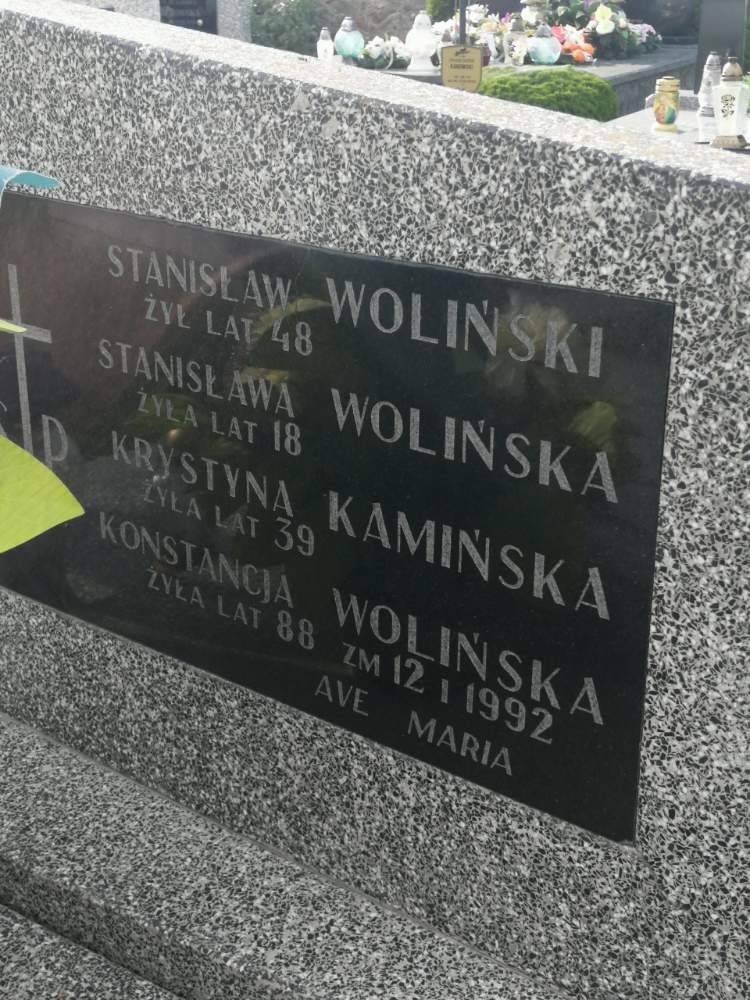 STANISŁAW WOLIŃSKI
ŻYŁ LAT 48
STANISŁAWA WOLIŃSKA
ŻYŁA LAT 18
KRYSTYNA KAMIŃSKA
ŻYŁA LAT 39
KONSTANCJA WOLIŃSKA
ŻYŁA LAT 88 ZM 12 I 1992
AVE MARIA
P